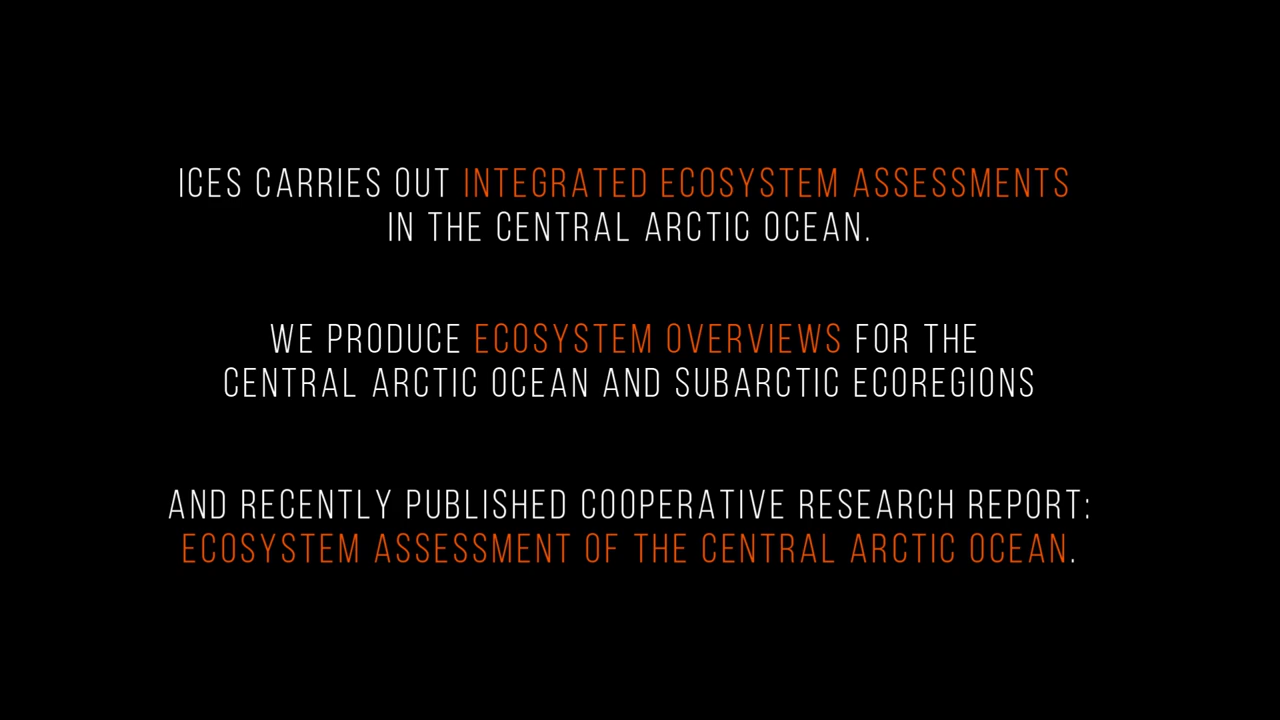 ICES CARRIES OUT INTEGRATED ECOSYSTEM ASSESSMENTS
IN THE CENTRAL ARCTIC OCEAN.
WE PRODUCE ECOSYSTEM OVERVIEWS FOR THE
CENTRAL ARCTIC OCEAN AND SUBARCTIC ECOREGIONS
AND RECENTLY PUBLISHED COOPERATIVE RESEARCH REPORT:
ECOSYSTEM ASSESSMENT OF THE CENTRAL ARCTIC OCEAN.